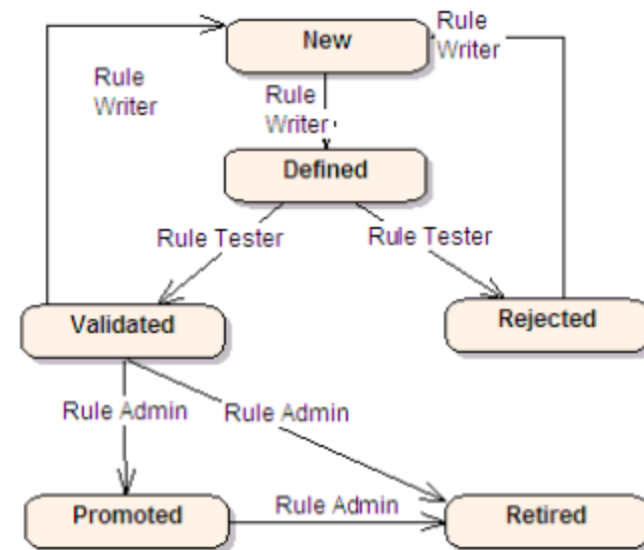 New
Rule
Writer
Rule
Writer
Rule
Writer
Defined
Rule Tester
Rule Tester
Validated
Rejected
Rule Admin
Rule Admin
Promoted
Rule Admin
Retired